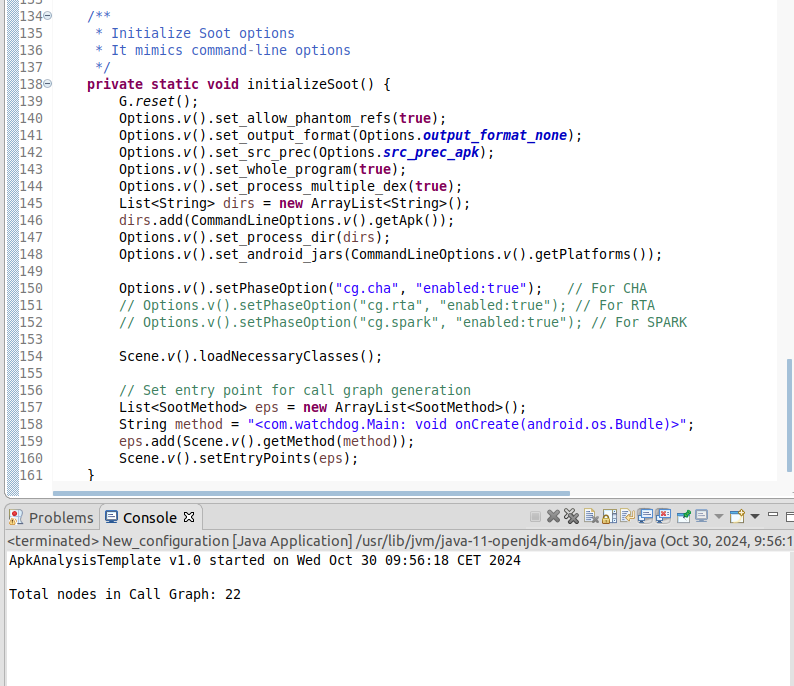 133
134 /**
135 * Initialize Soot options
136 * It mimics command-line options
137 */
138 private static void initializeSoot() {
139 G.reset();
140 Options.v().set_allow_phantom_refs(true);
141 Options.v().set_output_format(Options.output_format_none);
142 Options.v().set_src_prec(Options.src_prec_apk);
143 Options.v().set_whole_program(true);
144 Options.v().set_process_multiple_dex(true);
145 List<String> dirs = new ArrayList<String>();
146 dirs.add(CommandLineOptions.v().getApk());
147 Options.v().set_process_dir(dirs);
148 Options.v().set_android_jars(CommandLineOptions.v().getPlatforms());
149
150 Options.v().setPhaseOption("cg.cha", "enabled:true"); // For CHA
151 // Options.v().setPhaseOption("cg.rta", "enabled:true"); // For RTA
152 // Options.v().setPhaseOption("cg.spark", "enabled:true"); // For SPARK
153
154 Scene.v().loadNecessaryClasses();
155
156 // Set entry point for call graph generation
157 List<SootMethod> eps = new ArrayList<SootMethod>();
158 String method = "<com.watchdog.Main: void onCreate(android.os.Bundle)>";
159 eps.add(Scene.v().getMethod(method));
160 Scene.v().setEntryPoints(eps);
161 }
Problems Console
<terminated> New_configuration [Java Application] /usr/lib/jvm/java-11-openjdk-amd64/bin/java (Oct 30, 2024, 9:56:1
ApkAnalysisTemplate v1.0 started on Wed Oct 30 09:56:18 CET 2024
Total nodes in Call Graph: 22